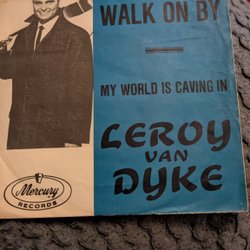 WALK ON BY
MY WORLD IS CAVING IN
LEROY
VAN
DYKE
Mercury
RECORDS